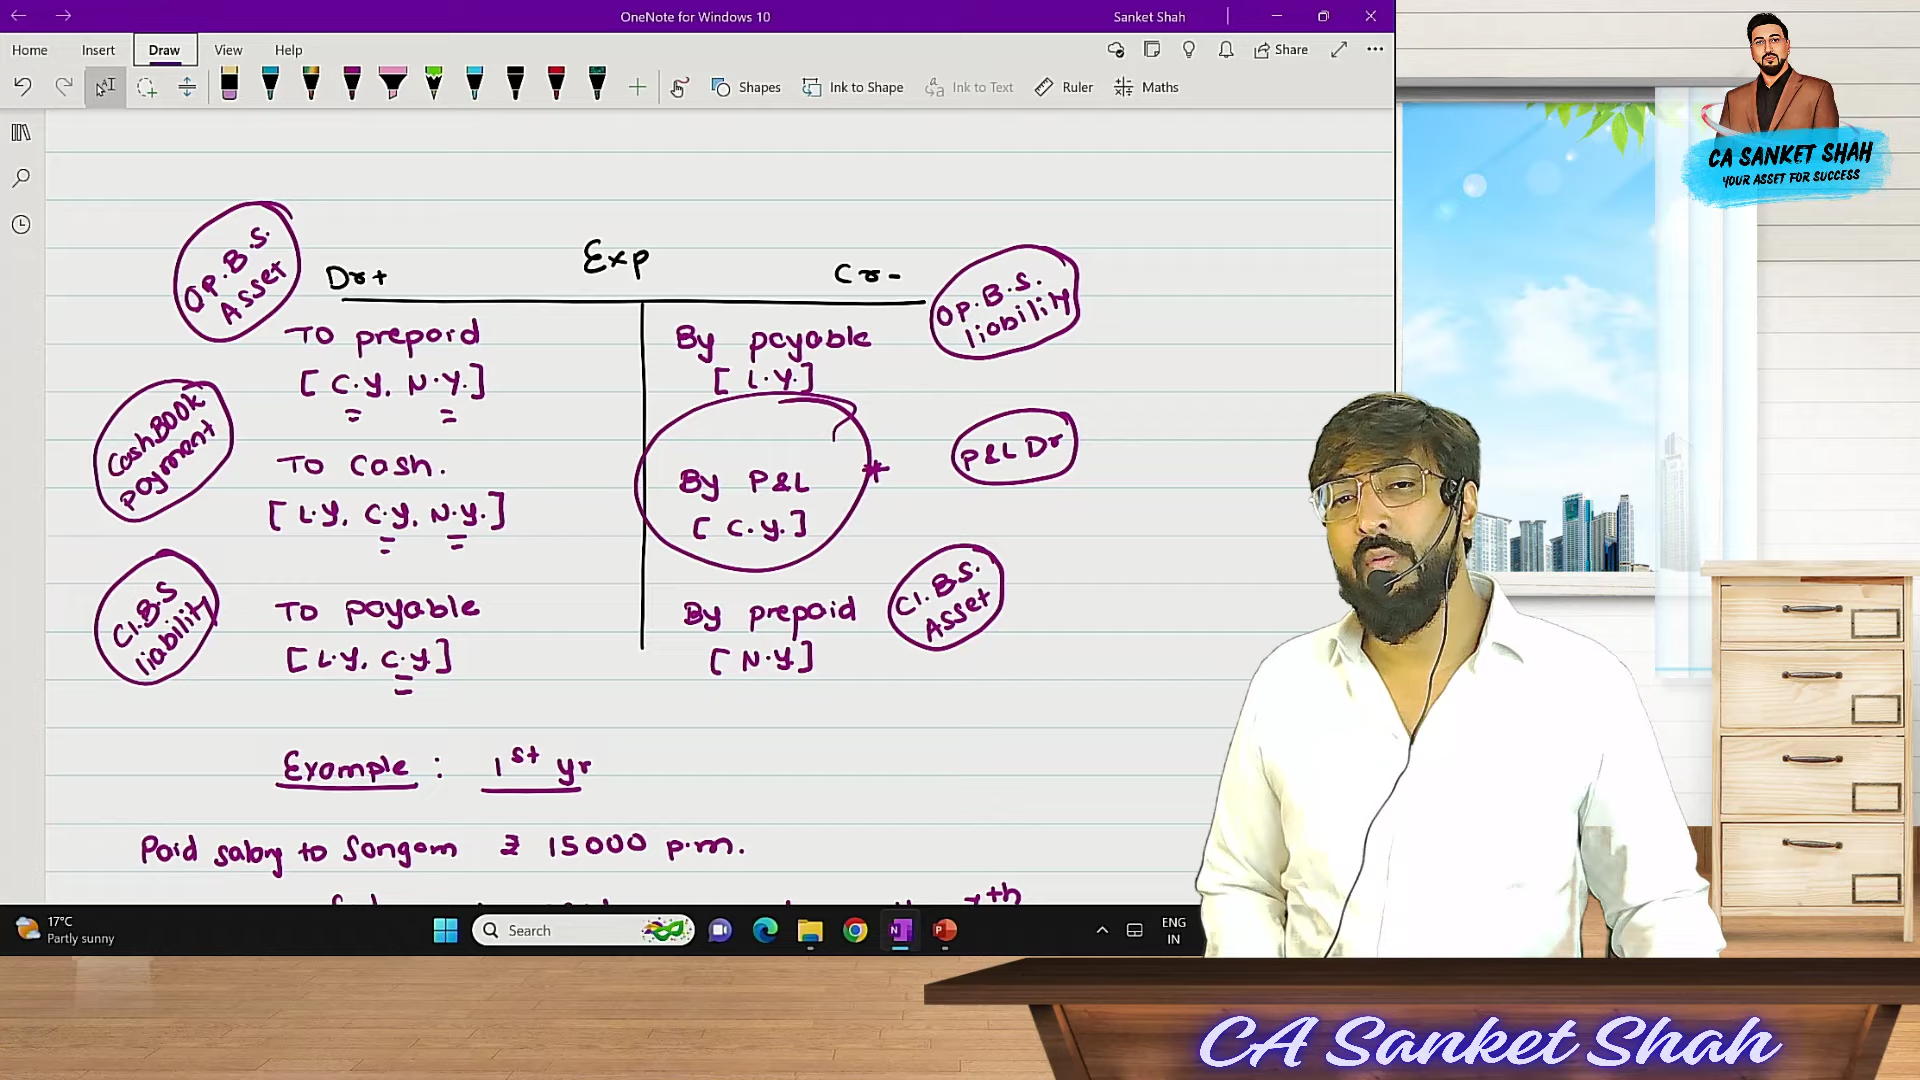 OneNote for Windows 10
Sanket Shah
Home Insert Draw View Help
Share
Shapes Ink to Shape Ink to Text Ruler Maths
CA SANKET SHAH
YOUR ASSET FOR SUCCESS
Exp
Dr+ Cr-
Op.B.S.
Asset
To prepaid
[C.Y, N.Y.]
By payable
[L.Y.]
Op.B.S.
liability
CashBook
payment
To cash.
[L.Y, C.Y, N.Y.]
By P&L
[C.Y.]
*
P&L Dr
Cl.B.S
liability
To payable
[L.Y, C.Y]
By prepaid
[N.Y.]
Cl.B.S.
Asset
Example : 1st yr
Paid salary to Sangam ₹ 15000 p.m.
17°C
Partly sunny
Search
ENG
IN
CA Sanket Shah